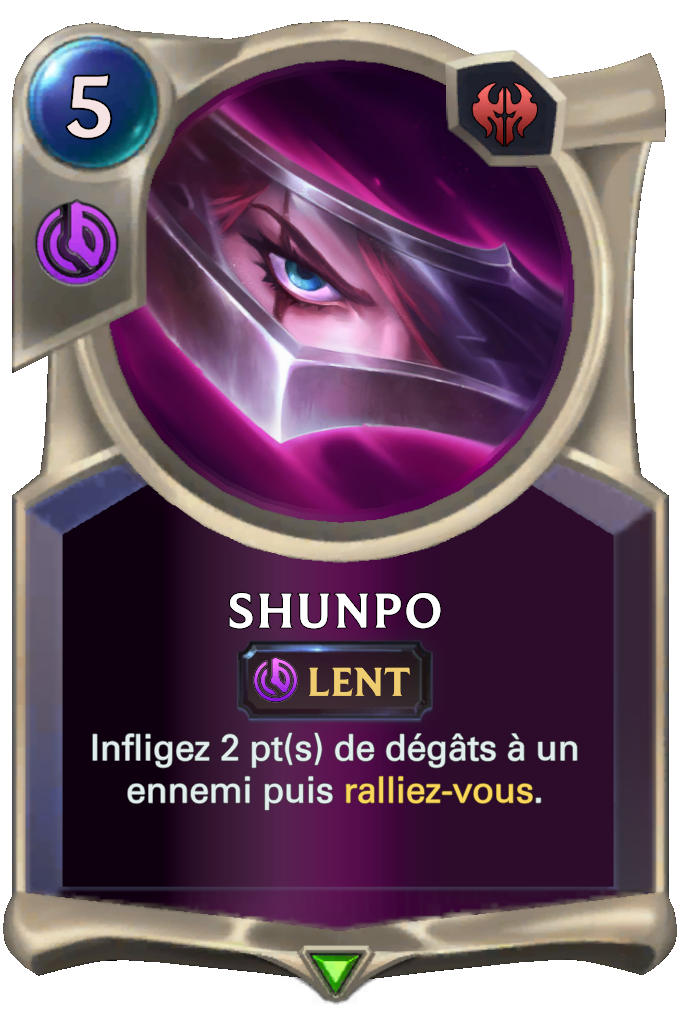 5
SHUNPO
LENT
Infligez 2 pt(s) de dégâts à un
ennemi puis ralliez-vous.